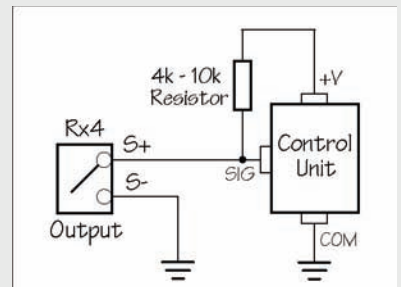 4k - 10k
Resistor
+V
Rx4
S+
Control
Unit
SIG
S-
Output
COM